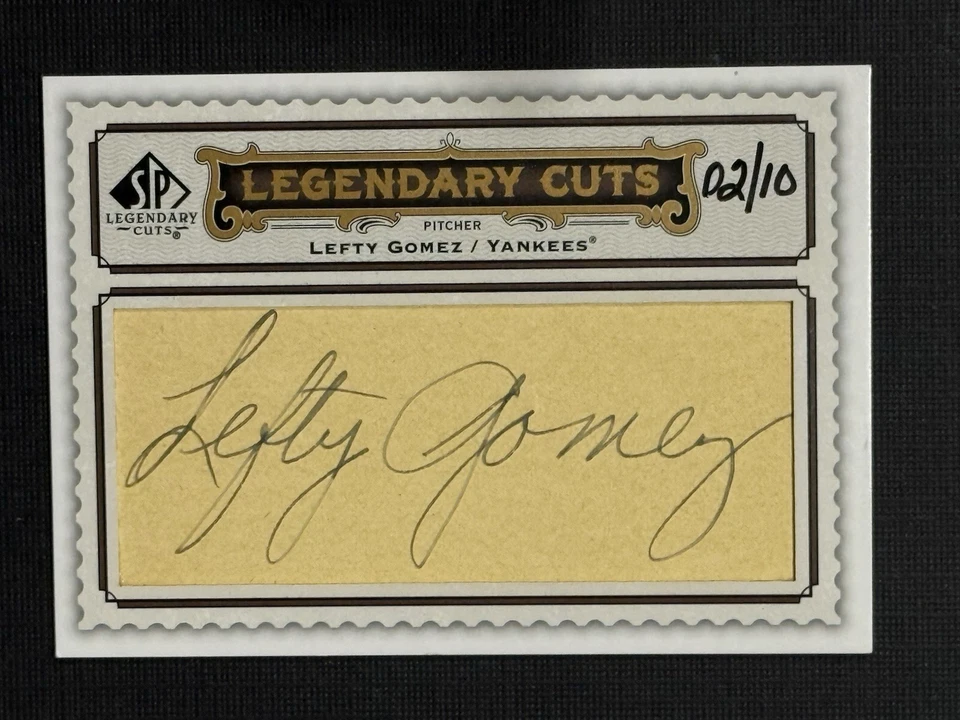 SP
LEGENDARY
CUTS®
LEGENDARY CUTS
02/10
PITCHER
LEFTY GOMEZ / YANKEES®
Lefty Gomez